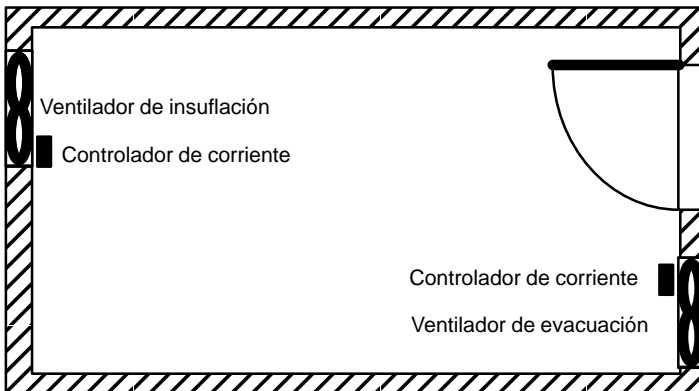 Ventilador de insuflación
Controlador de corriente
Controlador de corriente
Ventilador de evacuación